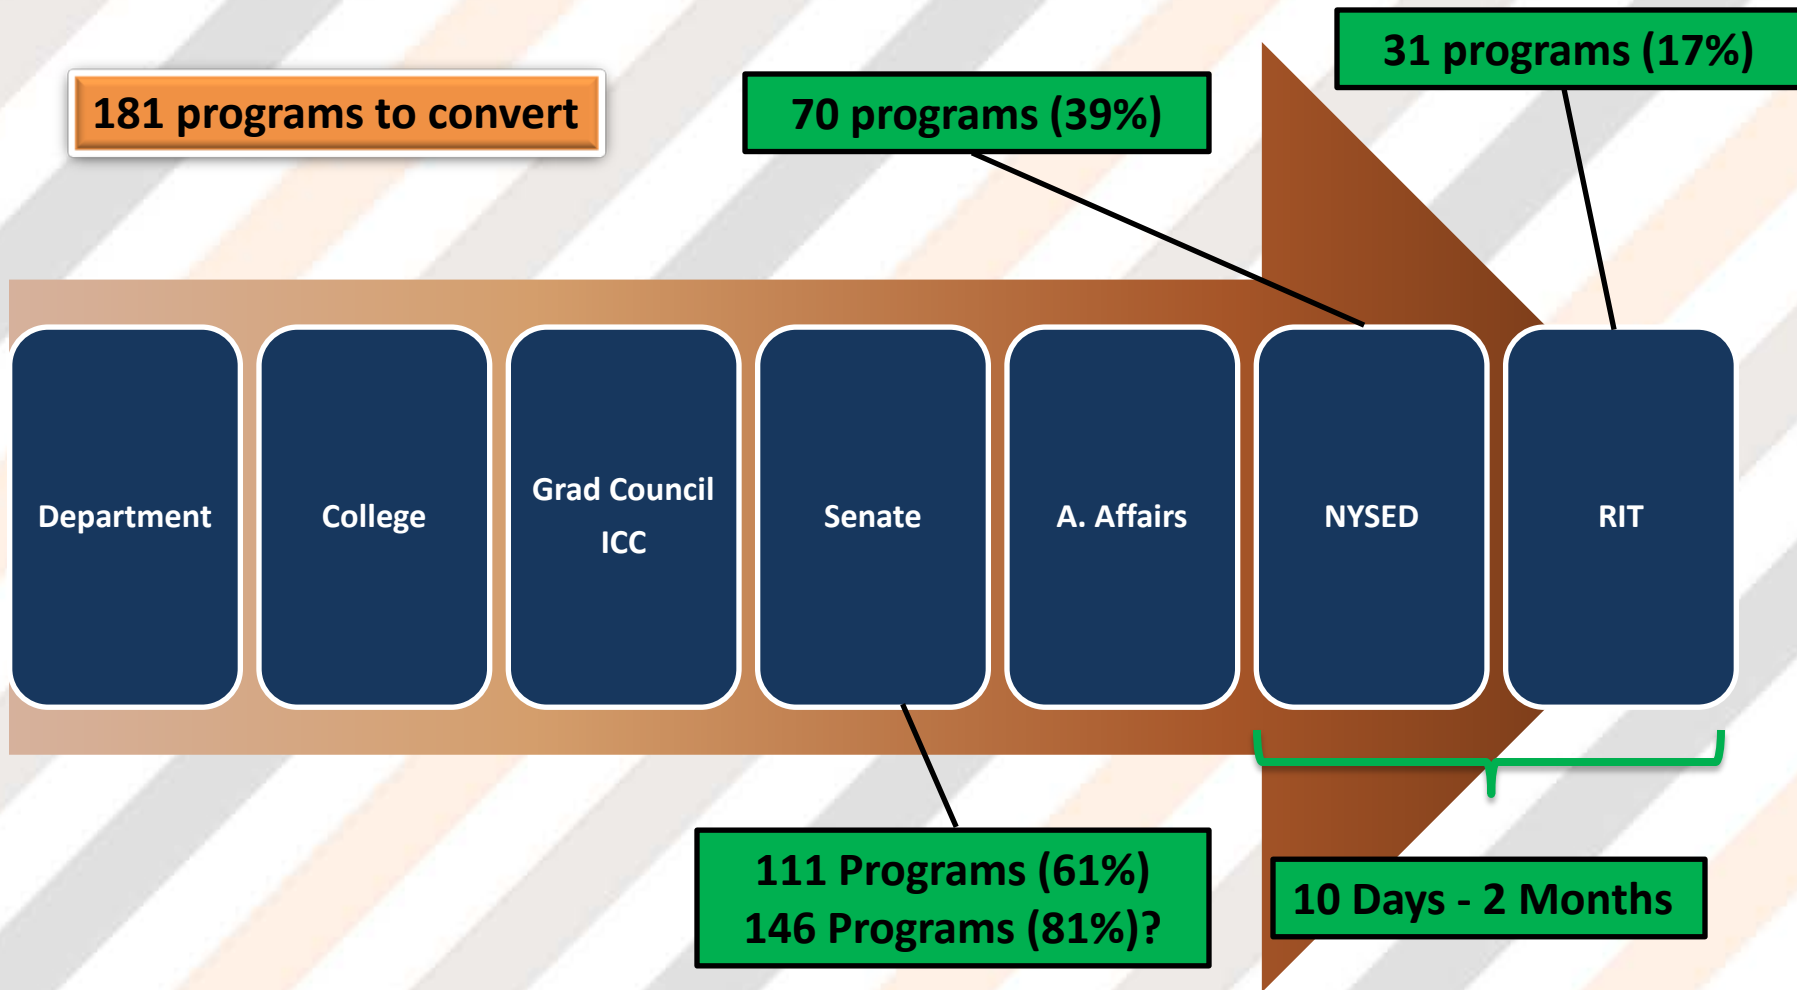 31 programs (17%)
181 programs to convert
70 programs (39%)
Department
College
Grad Council
ICC
Senate
A. Affairs
NYSED
RIT
111 Programs (61%)
146 Programs (81%)?
10 Days - 2 Months